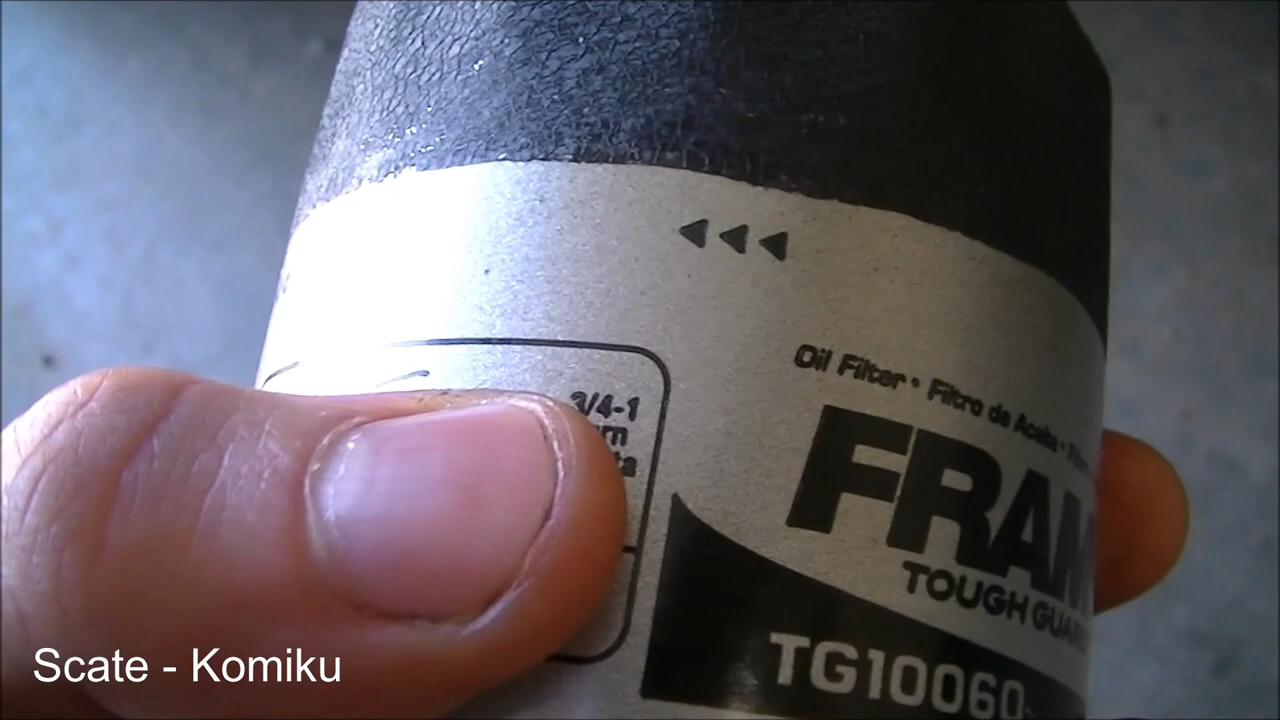 Oil Filter • Filtro de Aceite •
FRAM
TOUGH GUARD
TG10060
3/4-1
Scate - Komiku